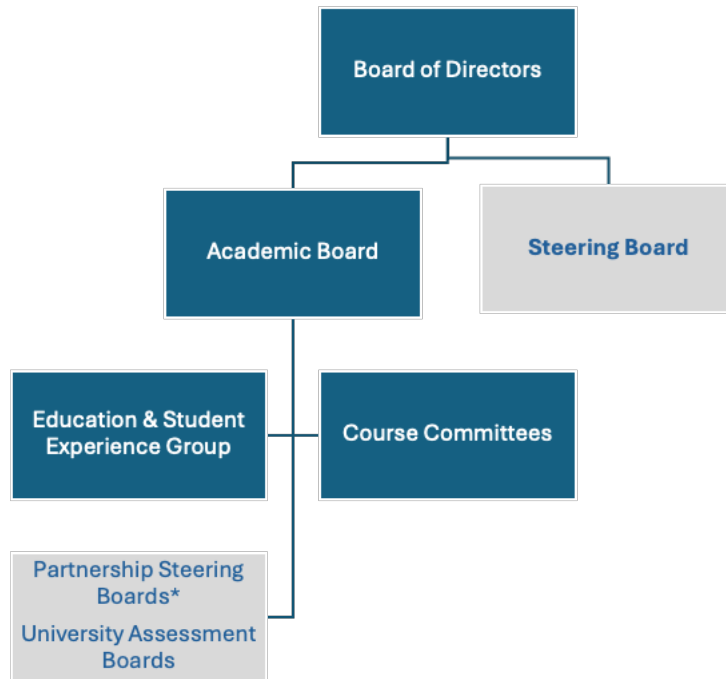 Board of Directors
Academic Board
Steering Board
Education & Student
Experience Group
Course Committees
Partnership Steering
Boards*
University Assessment
Boards